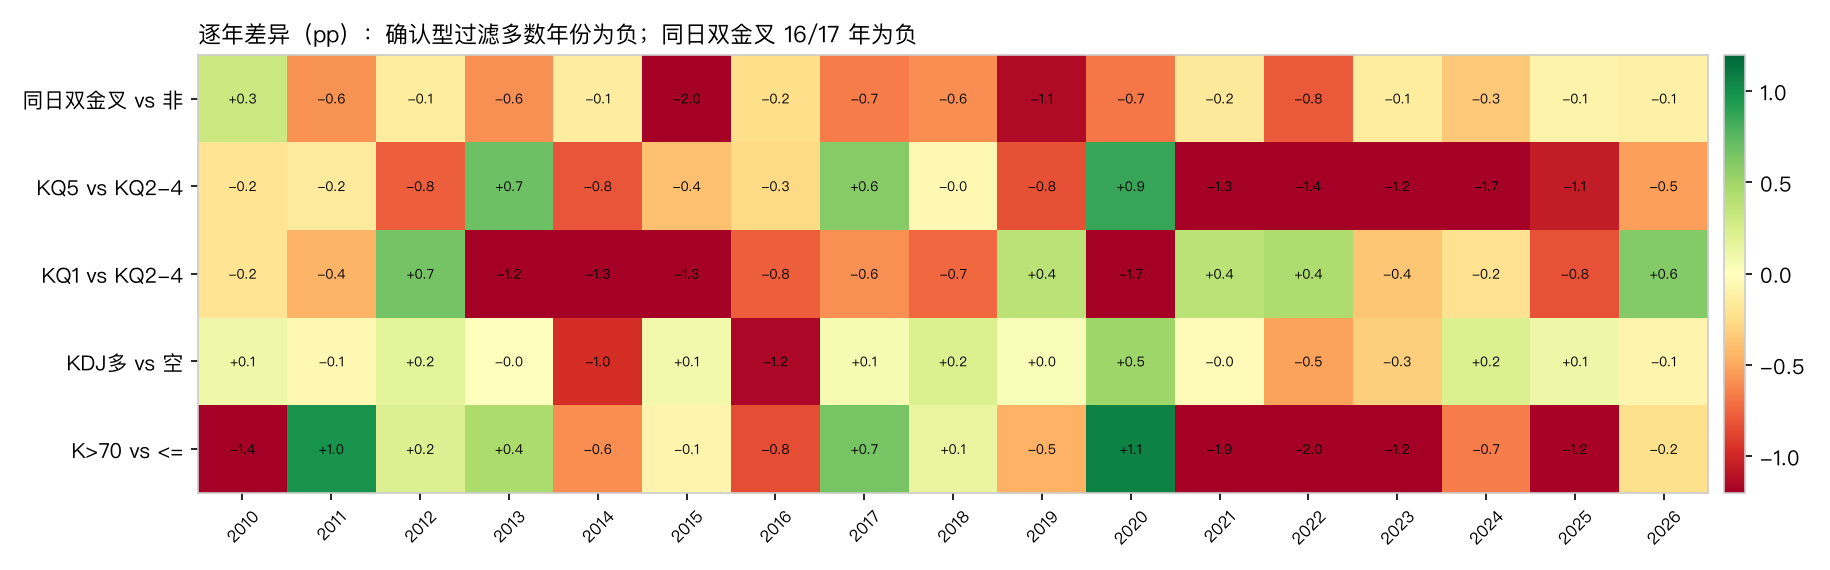 逐年差异（pp）：确认型过滤多数年份为负；同日双金叉 16/17 年为负
同日双金叉 vs 非 +0.3 −0.6 −0.1 −0.6 −0.1 −2.0 −0.2 −0.7 −0.6 −1.1 −0.7 −0.2 −0.8 −0.1 −0.3 −0.1 −0.1
KQ5 vs KQ2−4 −0.2 −0.2 −0.8 +0.7 −0.8 −0.4 −0.3 +0.6 −0.0 −0.8 +0.9 −1.3 −1.4 −1.2 −1.7 −1.1 −0.5
KQ1 vs KQ2−4 −0.2 −0.4 +0.7 −1.2 −1.3 −1.3 −0.8 −0.6 −0.7 +0.4 −1.7 +0.4 +0.4 −0.4 −0.2 −0.8 +0.6
KDJ多 vs 空 +0.1 −0.1 +0.2 −0.0 −1.0 +0.1 −1.2 +0.1 +0.2 +0.0 +0.5 −0.0 −0.5 −0.3 +0.2 +0.1 −0.1
K>70 vs <= −1.4 +1.0 +0.2 +0.4 −0.6 −0.1 −0.8 +0.7 +0.1 −0.5 +1.1 −1.9 −2.0 −1.2 −0.7 −1.2 −0.2
2010 2011 2012 2013 2014 2015 2016 2017 2018 2019 2020 2021 2022 2023 2024 2025 2026
1.0
0.5
0.0
−0.5
−1.0